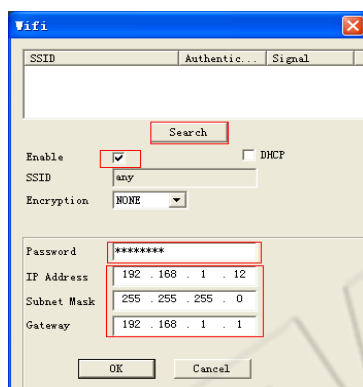 Wifi
SSID Authentic... Signal
Search
Enable DHCP
SSID any
Encryption NONE
Password ********
IP Address 192 . 168 . 1 . 12
Subnet Mask 255 . 255 . 255 . 0
Gateway 192 . 168 . 1 . 1
OK Cancel